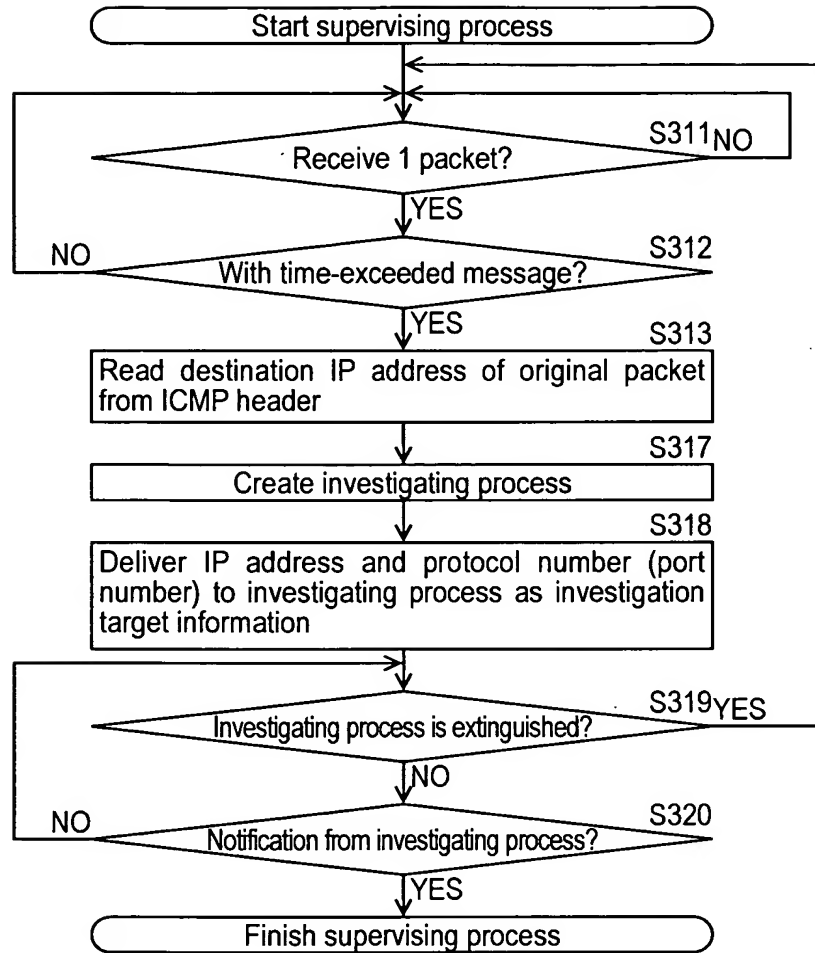 Start supervising process
S311
Receive 1 packet?
NO
YES
S312
NO
With time-exceeded message?
YES
S313
Read destination IP address of original packet
from ICMP header
S317
Create investigating process
S318
Deliver IP address and protocol number (port
number) to investigating process as investigation
target information
S319
Investigating process is extinguished?
YES
NO
S320
NO
Notification from investigating process?
YES
Finish supervising process